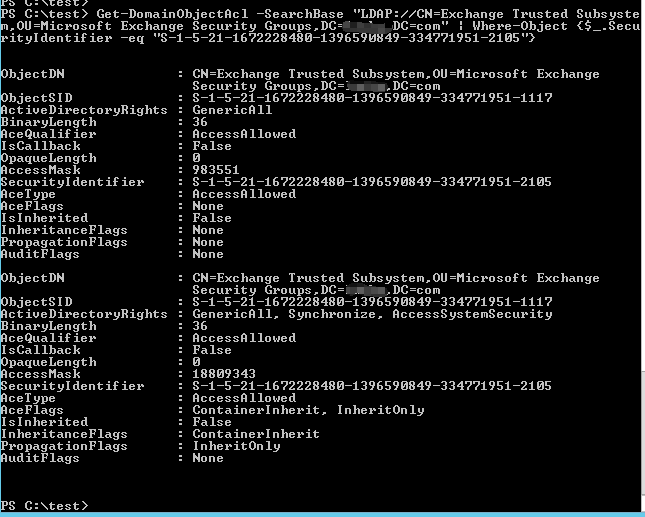 PS C:\test>
PS C:\test> Get-DomainObjectAcl -SearchBase "LDAP://CN=Exchange Trusted Subsyste
m,OU=Microsoft Exchange Security Groups,DC= ,DC=com" | Where-Object {$_.Secu
rityIdentifier -eq "S-1-5-21-1672228480-1396590849-334771951-2105"}
ObjectDN : CN=Exchange Trusted Subsystem,OU=Microsoft Exchange
Security Groups,DC= ,DC=com
ObjectSID : S-1-5-21-1672228480-1396590849-334771951-1117
ActiveDirectoryRights : GenericAll
BinaryLength : 36
AceQualifier : AccessAllowed
IsCallback : False
OpaqueLength : 0
AccessMask : 983551
SecurityIdentifier : S-1-5-21-1672228480-1396590849-334771951-2105
AceType : AccessAllowed
AceFlags : None
IsInherited : False
InheritanceFlags : None
PropagationFlags : None
AuditFlags : None
ObjectDN : CN=Exchange Trusted Subsystem,OU=Microsoft Exchange
Security Groups,DC= ,DC=com
ObjectSID : S-1-5-21-1672228480-1396590849-334771951-1117
ActiveDirectoryRights : GenericAll, Synchronize, AccessSystemSecurity
BinaryLength : 36
AceQualifier : AccessAllowed
IsCallback : False
OpaqueLength : 0
AccessMask : 18809343
SecurityIdentifier : S-1-5-21-1672228480-1396590849-334771951-2105
AceType : AccessAllowed
AceFlags : ContainerInherit, InheritOnly
IsInherited : False
InheritanceFlags : ContainerInherit
PropagationFlags : InheritOnly
AuditFlags : None
PS C:\test>